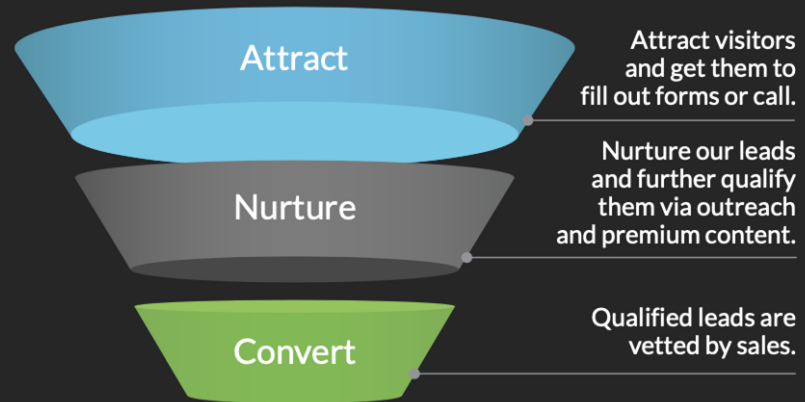 Attract
Attract visitors
and get them to
fill out forms or call.
Nurture
Nurture our leads
and further qualify
them via outreach
and premium content.
Convert
Qualified leads are
vetted by sales.